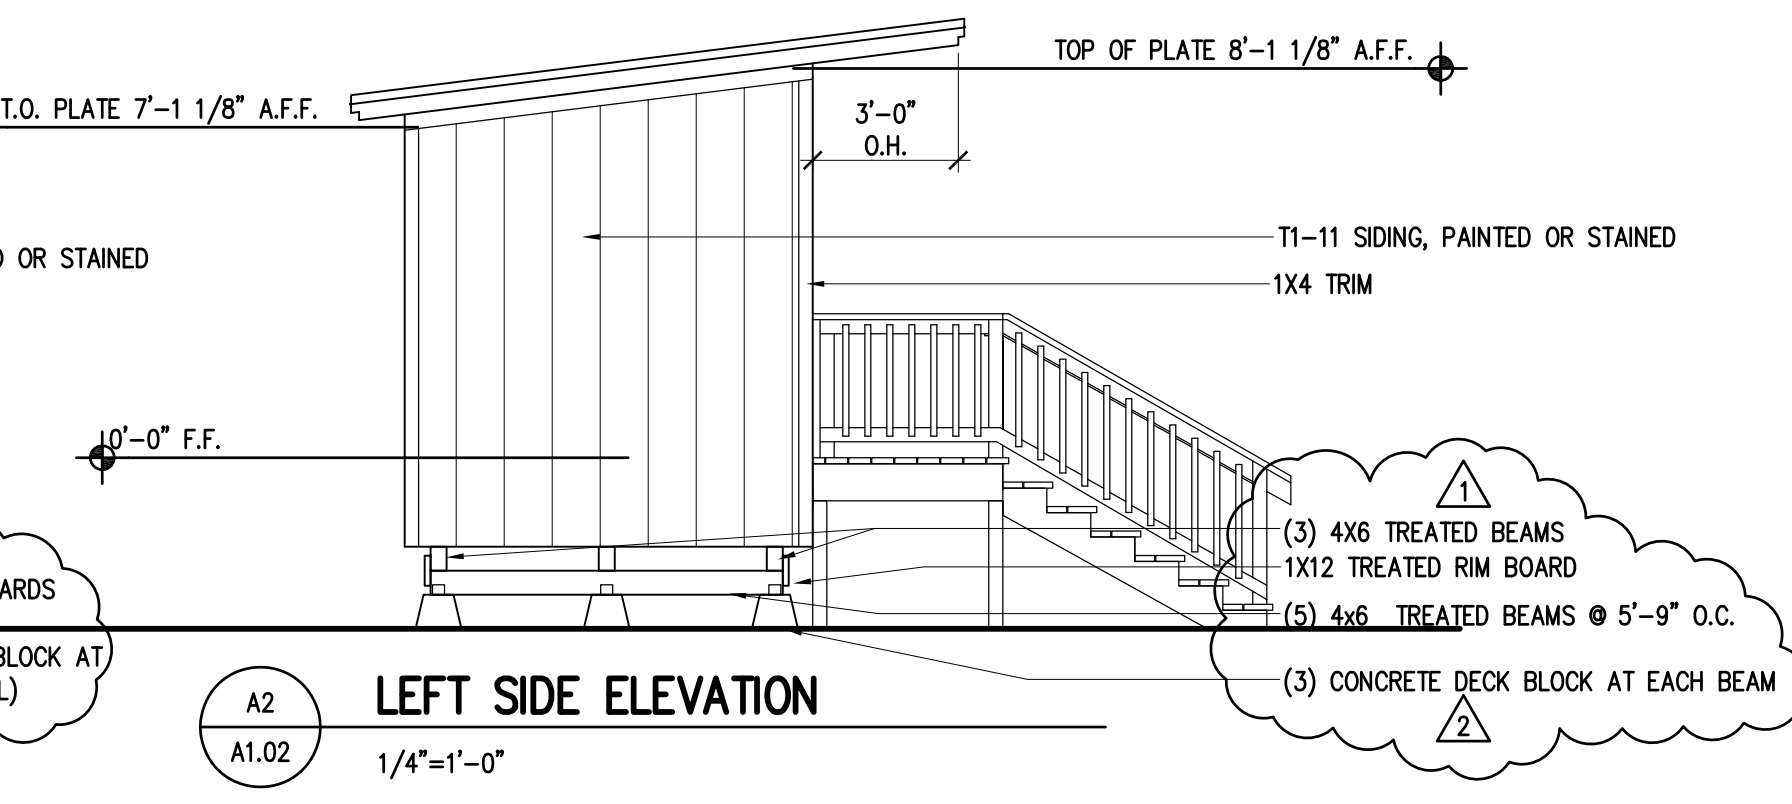 TOP OF PLATE 8'-1 1/8" A.F.F.
T.O. PLATE 7'-1 1/8" A.F.F.
3'-0"
O.H.
T1-11 SIDING, PAINTED OR STAINED
OR STAINED
1X4 TRIM
0'-0" F.F.
1
(3) 4X6 TREATED BEAMS
1X12 TREATED RIM BOARD
ARDS
(5) 4x6 TREATED BEAMS @ 5'-9" O.C.
BLOCK AT
L)
(3) CONCRETE DECK BLOCK AT EACH BEAM
2
A2
A1.02
LEFT SIDE ELEVATION
1/4"=1'-0"